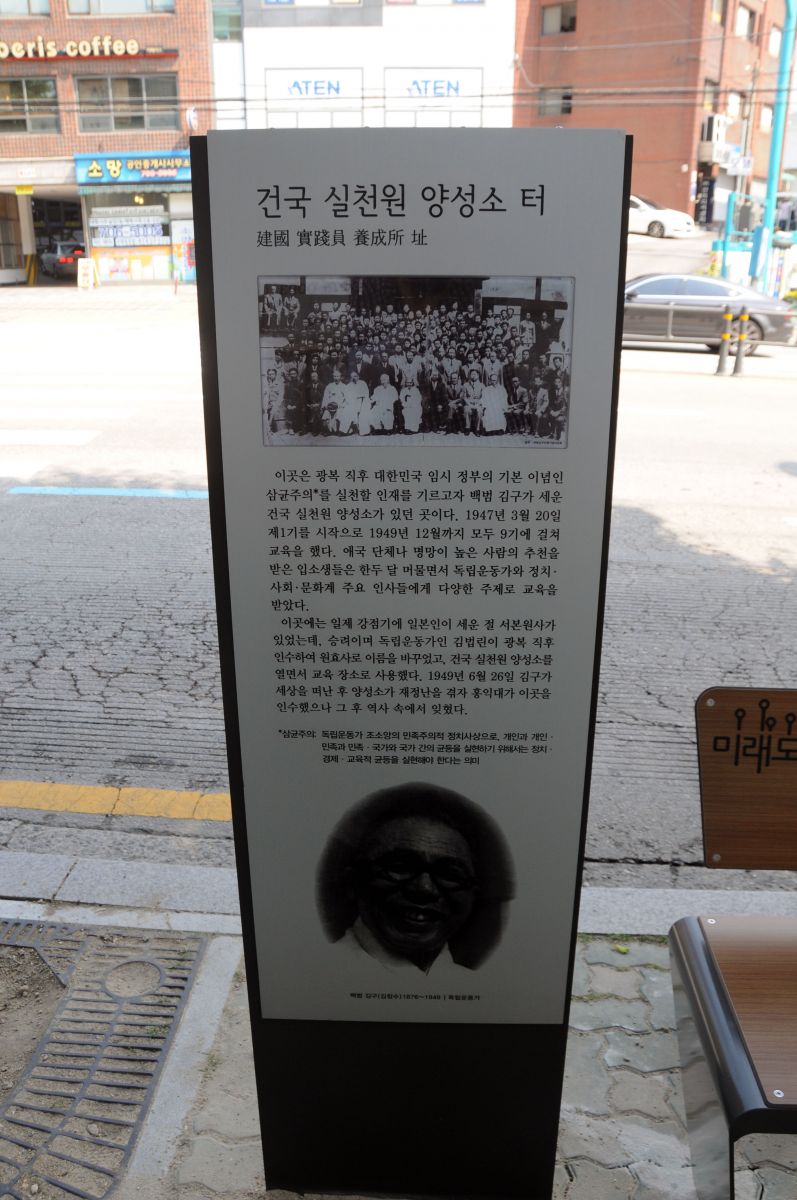 oeris coffee
ATEN
ATEN
소망 공인중개사사무소
건국 실천원 양성소 터
建國 實踐員 養成所 址
이곳은 광복 직후 대한민국 임시 정부의 기본 이념인
삼균주의*를 실천할 인재를 기르고자 백범 김구가 세운
건국 실천원 양성소가 있던 곳이다. 1947년 3월 20일
제1기를 시작으로 1949년 12월까지 모두 9기에 걸쳐
교육을 했다. 애국 단체나 명망이 높은 사람의 추천을
받은 입소생들은 한두 달 머물면서 독립운동가와 정치·
사회·문화계 주요 인사들에게 다양한 주제로 교육을
받았다.
이곳에는 일제 강점기에 일본인이 세운 절 서본원사가
있었는데, 승려이며 독립운동가인 김법린이 광복 직후
인수하여 원효사로 이름을 바꾸었고, 건국 실천원 양성소를
열면서 교육 장소로 사용했다. 1949년 6월 26일 김구가
세상을 떠난 후 양성소가 재정난을 겪자 홍익대가 이곳을
인수했으나 그 후 역사 속에서 잊혔다.
*삼균주의: 독립운동가 조소앙의 민족주의적 정치사상으로, 개인과 개인·
민족과 민족·국가와 국가 간의 균등을 실현하기 위해서는 정치·
경제·교육적 균등을 실현해야 한다는 의미
백범 김구(김창수)1876~1949 | 독립운동가
미래도